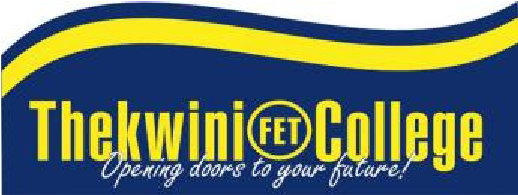 Thekwini FET College
Opening doors to your future!